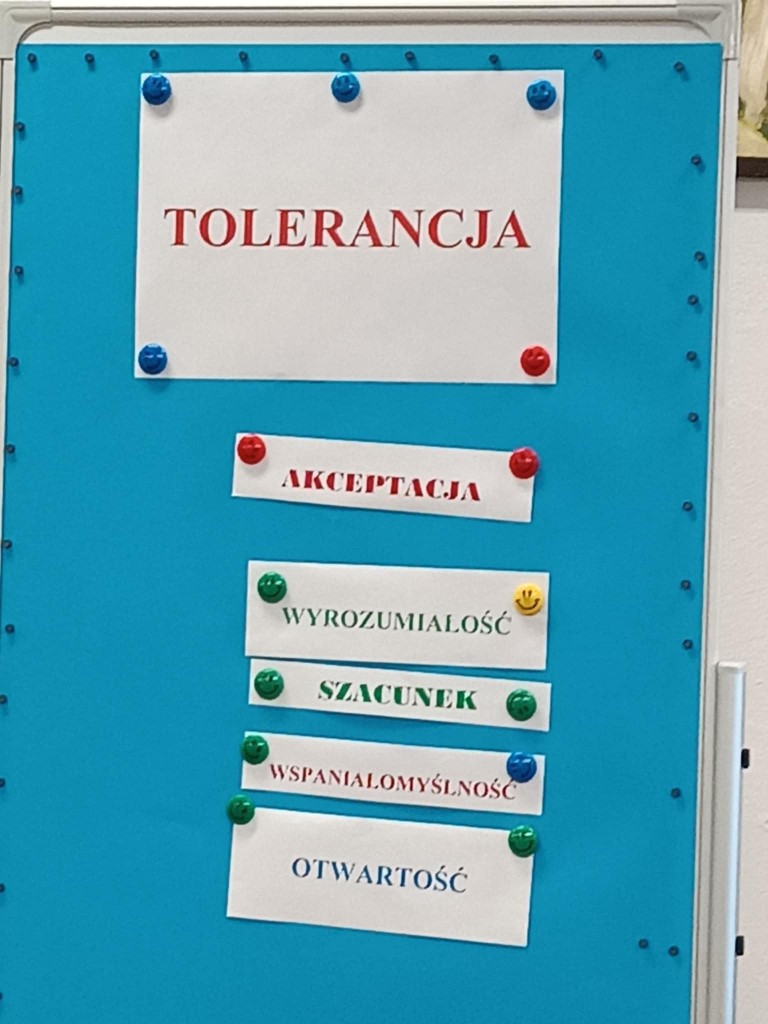 TOLERANCJA
AKCEPTACJA
WYROZUMIAŁOŚĆ
SZACUNEK
WSPANIAŁOMYŚLNOŚĆ
OTWARTOŚĆ